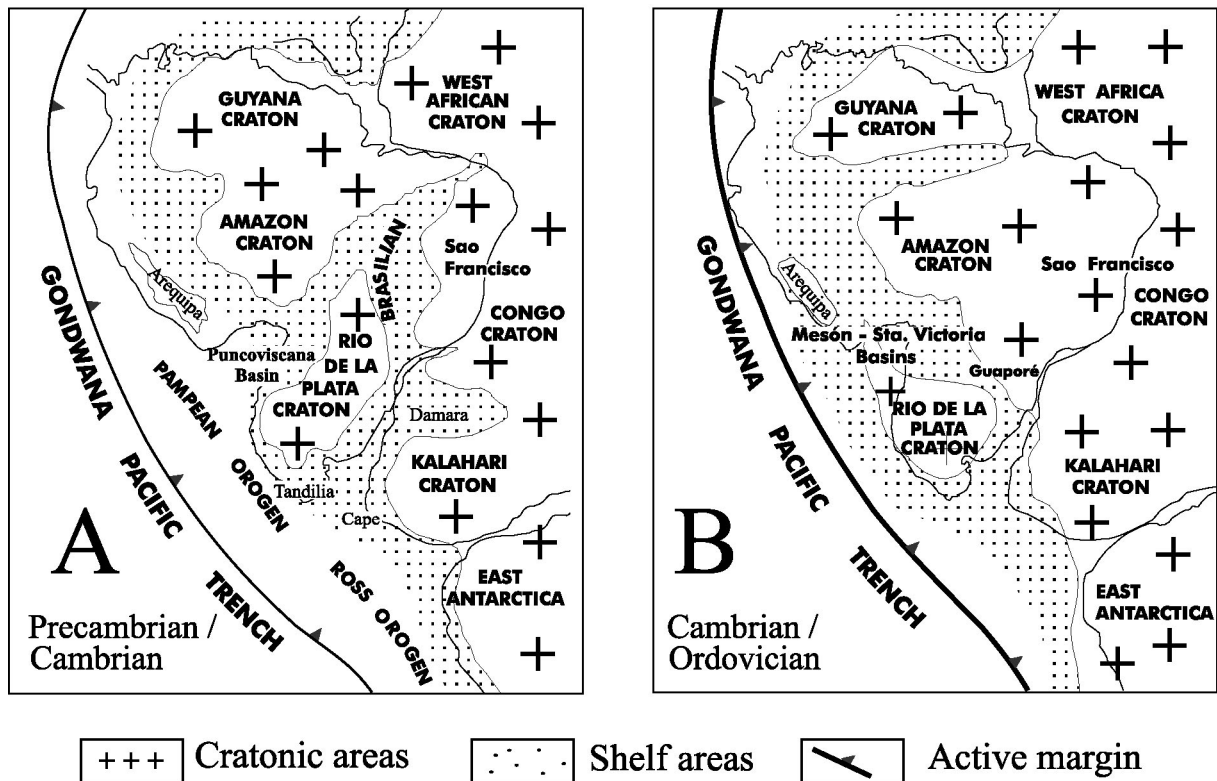 GUYANA
CRATON
WEST
AFRICAN
CRATON
AMAZON
CRATON
BRASILIAN
Sao
Francisco
Arequipa
CONGO
CRATON
Puncoviscana
Basin
RIO
DE LA
PLATA
CRATON
Damara
GONDWANA
PACIFIC
TRENCH
PAMPEAN
OROGEN
Tandilia
KALAHARI
CRATON
Cape
ROSS OROGEN
EAST
ANTARCTICA
A
Precambrian /
Cambrian
GUYANA
CRATON
WEST AFRICA
CRATON
AMAZON
CRATON
Sao Francisco
Arequipa
CONGO
CRATON
Mesón - Sta. Victoria
Basins
Guaporé
RIO DE LA
PLATA
CRATON
GONDWANA
PACIFIC
TRENCH
KALAHARI
CRATON
EAST
ANTARCTICA
B
Cambrian /
Ordovician
Cratonic areas
Shelf areas
Active margin